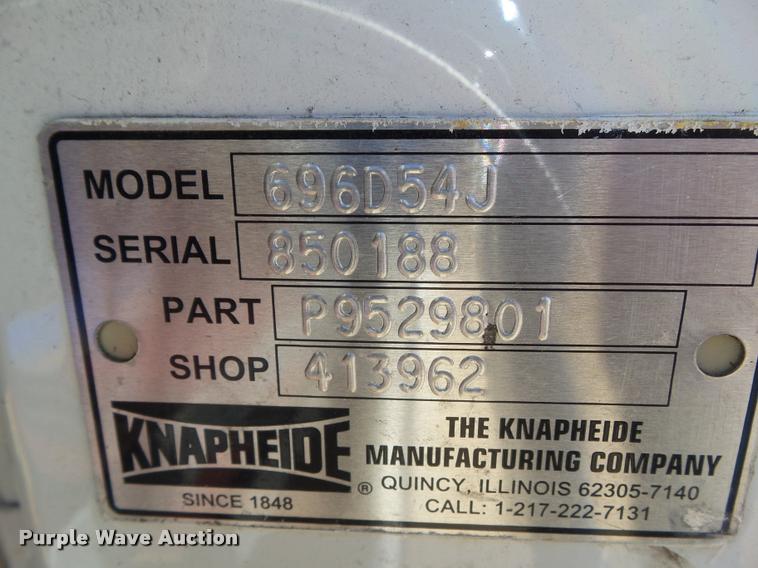 MODEL 696D54J
SERIAL 850188
PART P9529801
SHOP 413962
KNAPHEIDE ®
SINCE 1848
THE KNAPHEIDE
MANUFACTURING COMPANY
QUINCY, ILLINOIS 62305-7140
CALL: 1-217-222-7131
Purple Wave Auction